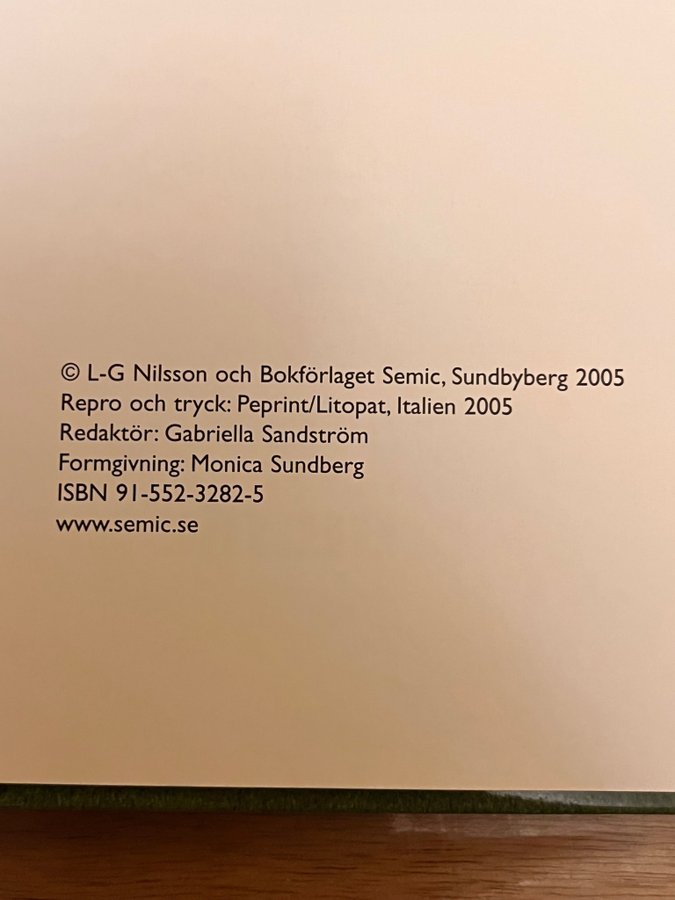 © L-G Nilsson och Bokförlaget Semic, Sundbyberg 2005
Repro och tryck: Peprint/Litopat, Italien 2005
Redaktör: Gabriella Sandström
Formgivning: Monica Sundberg
ISBN 91-552-3282-5
www.semic.se